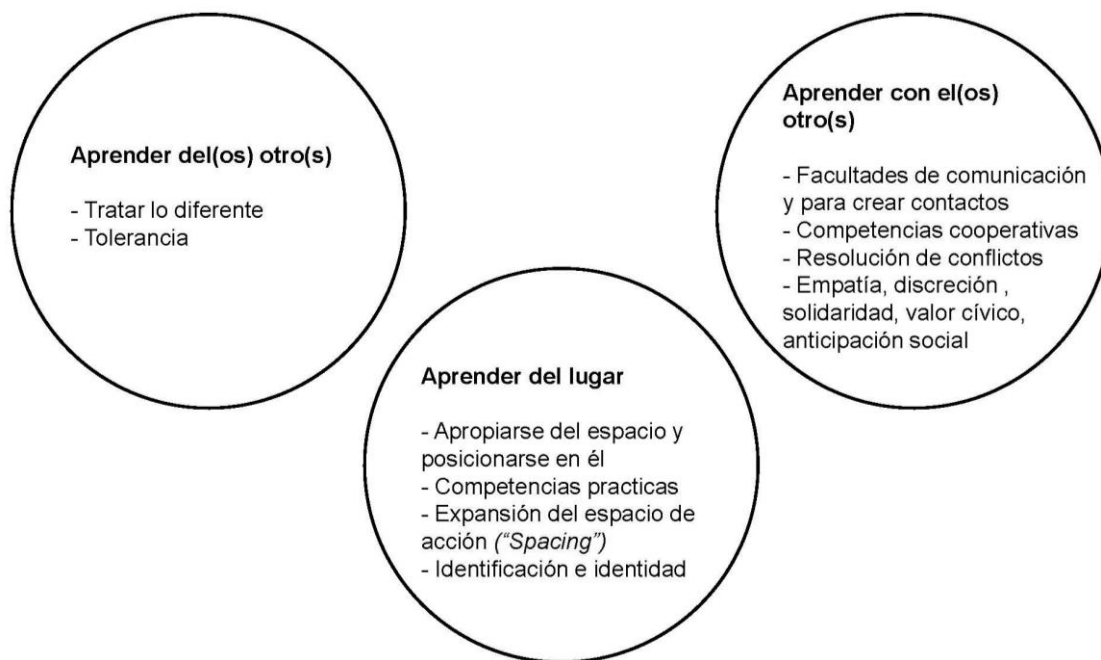 Aprender del(os) otro(s)
- Tratar lo diferente
- Tolerancia
Aprender con el(os)
otro(s)
- Facultades de comunicación
y para crear contactos
- Competencias cooperativas
- Resolución de conflictos
- Empatía, discreción ,
solidaridad, valor cívico,
anticipación social
Aprender del lugar
- Apropiarse del espacio y
posicionarse en él
- Competencias practicas
- Expansión del espacio de
acción (“Spacing”)
- Identificación e identidad